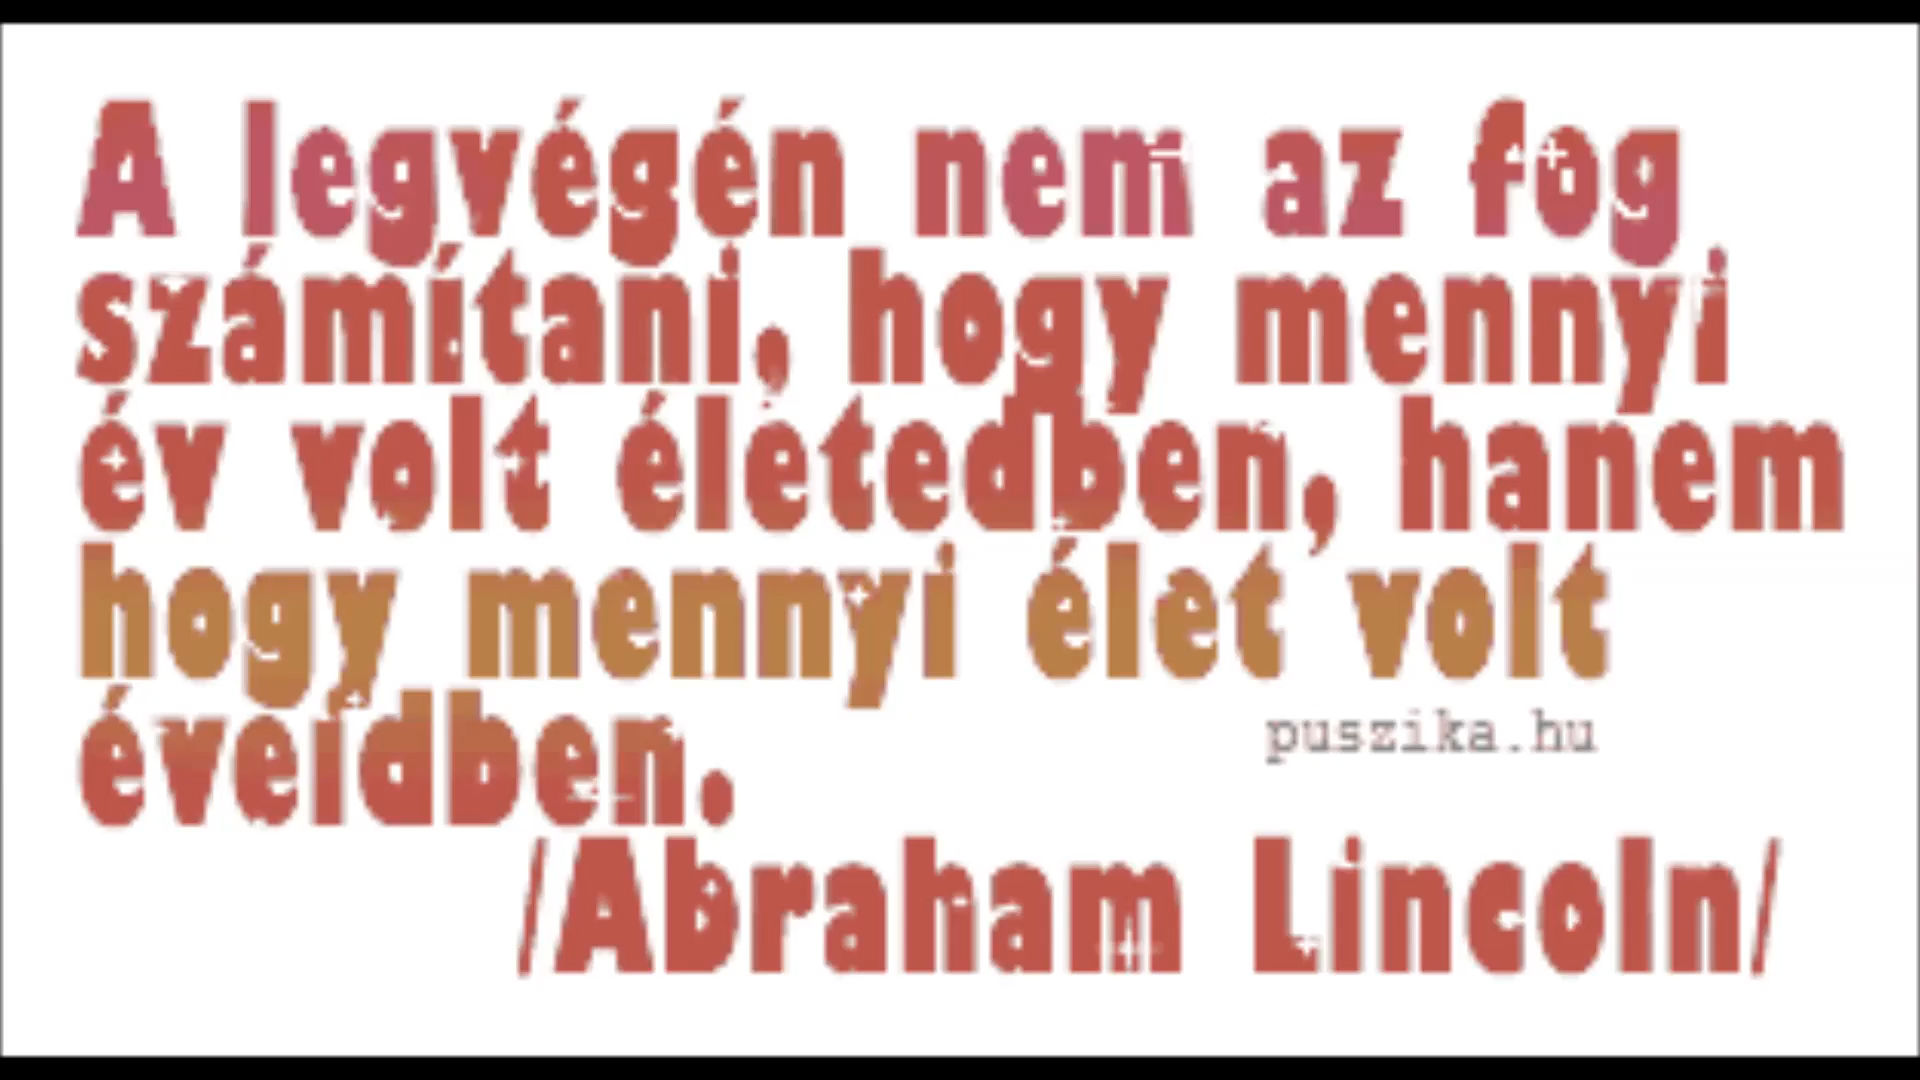 A legvégén nem az fog
számítani, hogy mennyi
év volt életedben, hanem
hogy mennyi élet volt
éveidben.
puszika.hu
/Abraham Lincoln/